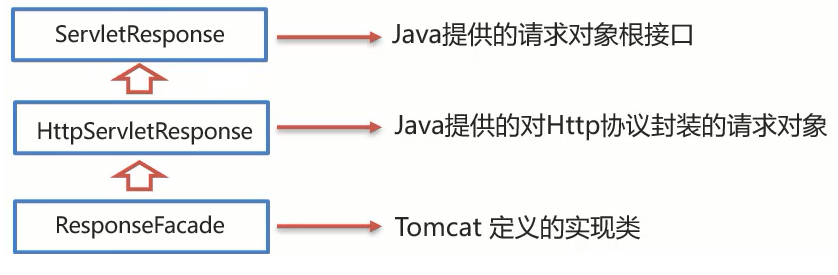 ServletResponse Java提供的请求对象根接口
HttpServletResponse Java提供的对Http协议封装的请求对象
ResponseFacade Tomcat 定义的实现类